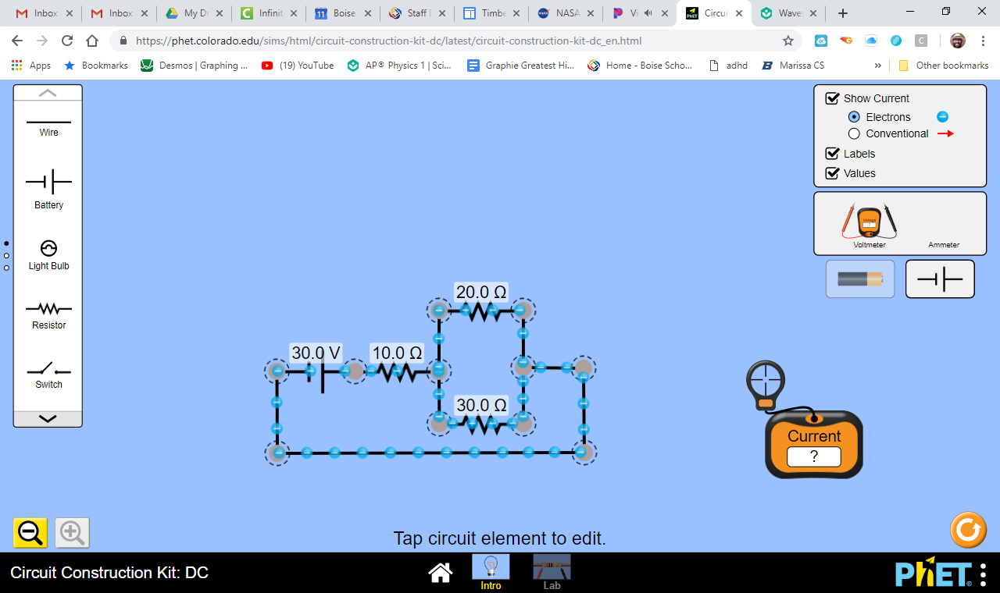 Inbox
Inbox
My Dr
Infinit
11 Boise
Staff D
Timbe
NASA
Vi
Circui
Wave
https://phet.colorado.edu/sims/html/circuit-construction-kit-dc/latest/circuit-construction-kit-dc_en.html
Apps
Bookmarks
Desmos | Graphing ...
(19) YouTube
AP® Physics 1 | Sci...
Graphie Greatest Hi...
Home - Boise Scho...
adhd
Marissa CS
» Other bookmarks
Wire
Battery
Light Bulb
Resistor
Switch
Show Current
Electrons
Conventional
Labels
Values
Voltage
?
Voltmeter
Ammeter
20.0 Ω
30.0 V
10.0 Ω
30.0 Ω
Current
?
Tap circuit element to edit.
Circuit Construction Kit: DC
Intro
Lab
PhET